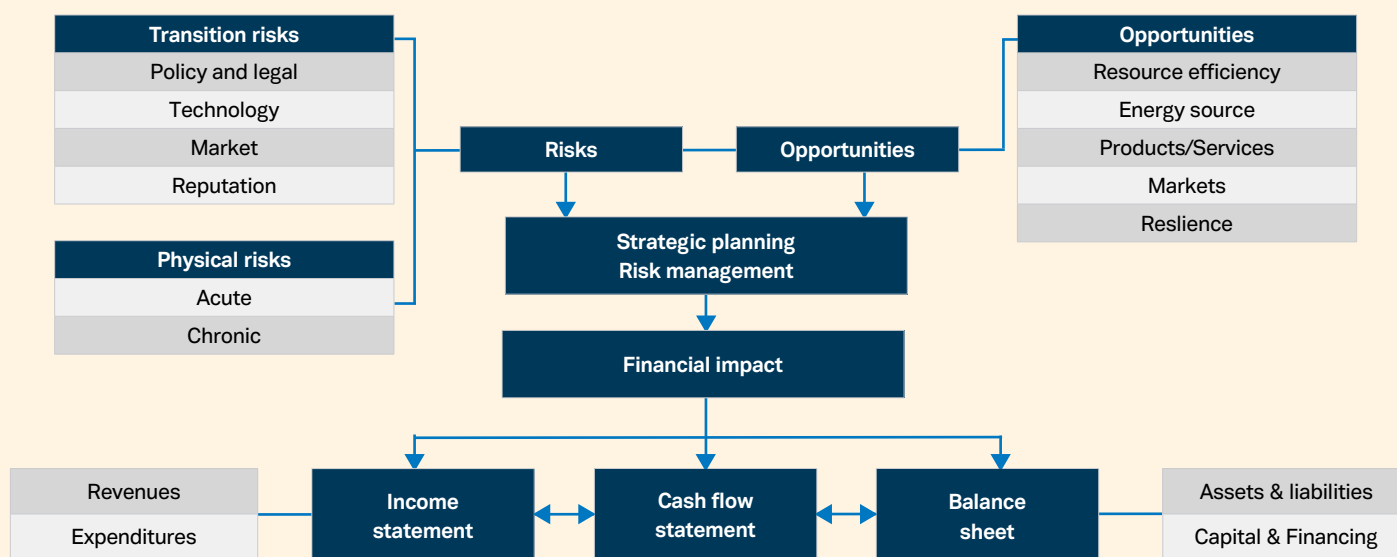 Transition risks
Policy and legal
Technology
Market
Reputation
Physical risks
Acute
Chronic
Risks
Opportunities
Opportunities
Resource efficiency
Energy source
Products/Services
Markets
Reslience
Strategic planning
Risk management
Financial impact
Revenues
Expenditures
Income
statement
Cash flow
statement
Balance
sheet
Assets & liabilities
Capital & Financing